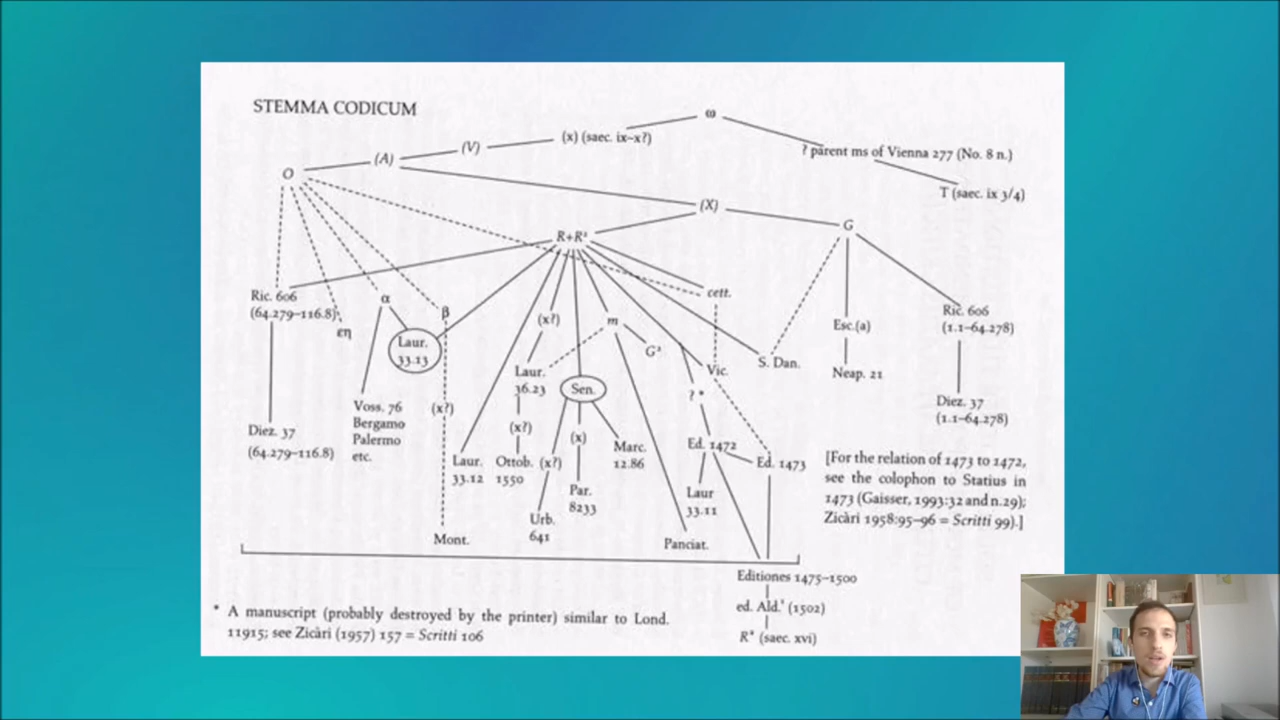 STEMMA CODICUM
ω
(x) (saec. ix–x?)
(V)
(A)
O
? parent ms of Vienna 277 (No. 8 n.)
T (saec. ix 3/4)
(X)
G
R+R²
Ric. 606
(64.279–116.8)
εη
α
β
Laur.
33.13
(x?)
m
G²
cett.
Vic.
S. Dan.
Esc.(a)
Neap. 21
Ric. 606
(1.1–64.278)
Diez. 37
(1.1–64.278)
Laur.
36.23
Sen.
? *
Voss. 76
Bergamo
Palermo
etc.
(x?)
Diez. 37
(64.279–116.8)
(x?)
(x)
Marc.
12.86
Ed. 1472
Ed. 1473
Laur.
33.12
Ottob.
1550
(x?)
Par.
8233
Laur
33.11
Urb.
641
Mont.
Panciat.
[For the relation of 1473 to 1472,
see the colophon to Statius in
1473 (Gaisser, 1993:32 and n.29);
Zicàri 1958:95–96 = Scritti 99).]
Editiones 1475–1500
ed. Ald.¹ (1502)
(saec. xvi)
* A manuscript (probably destroyed by the printer) similar to Lond.
11915; see Zicàri (1957) 157 = Scritti 106